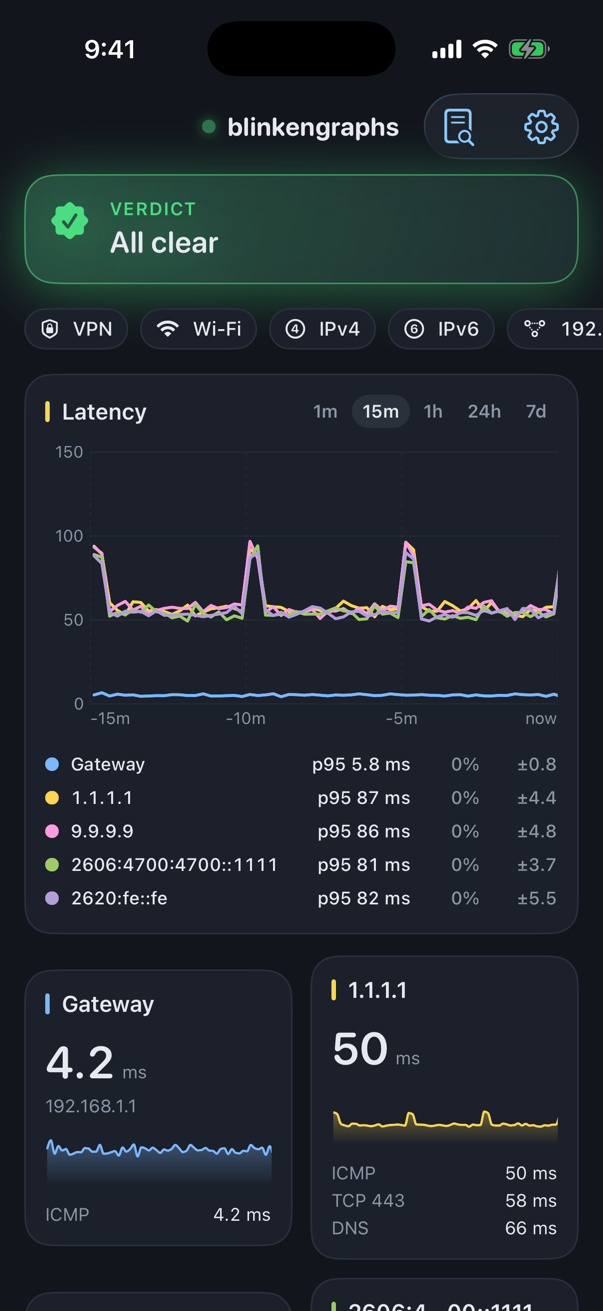 9:41
blinkengraphs
VERDICT
All clear
VPN
Wi-Fi
4 IPv4
6 IPv6
192.
Latency
1m 15m 1h 24h 7d
150
100
50
0
-15m -10m -5m now
Gateway p95 5.8 ms 0% ±0.8
1.1.1.1 p95 87 ms 0% ±4.4
9.9.9.9 p95 86 ms 0% ±4.8
2606:4700:4700::1111 p95 81 ms 0% ±3.7
2620:fe::fe p95 82 ms 0% ±5.5
Gateway
4.2 ms
192.168.1.1
ICMP 4.2 ms
1.1.1.1
50 ms
ICMP 50 ms
TCP 443 58 ms
DNS 66 ms